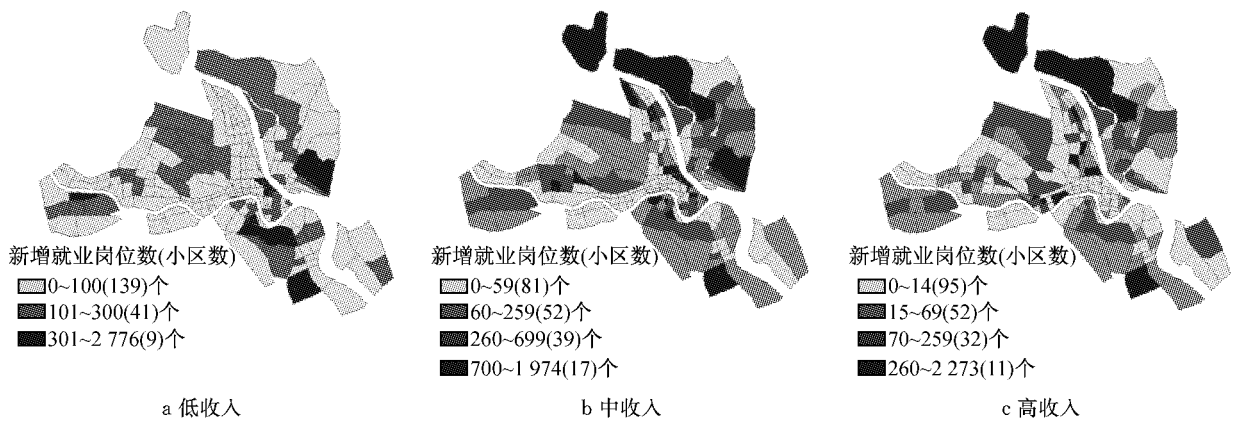 新增就业岗位数(小区数)
0~100(139)个
101~300(41)个
301~2 776(9)个
a 低收入
新增就业岗位数(小区数)
0~59(81)个
60~259(52)个
260~699(39)个
700~1 974(17)个
b 中收入
新增就业岗位数(小区数)
0~14(95)个
15~69(52)个
70~259(32)个
260~2 273(11)个
c 高收入